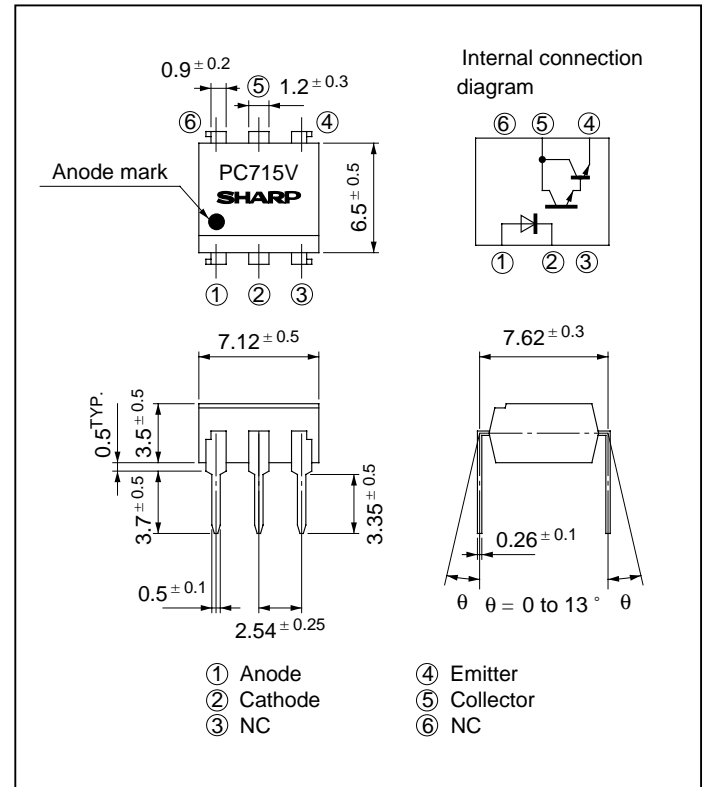 Internal connection
diagram
0.9 ± 0.2
⑤ 1.2 ± 0.3
⑥ ④
Anode mark
PC715V
SHARP
6.5 ± 0.5
① ② ③
⑥ ⑤ ④
① ② ③
7.12 ± 0.5
7.62 ± 0.3
0.5 TYP.
3.5 ± 0.5
3.7 ± 0.5
3.35 ± 0.5
0.5 ± 0.1
2.54 ± 0.25
0.26 ± 0.1
θ θ = 0 to 13 ° θ
① Anode ④ Emitter
② Cathode ⑤ Collector
③ NC ⑥ NC